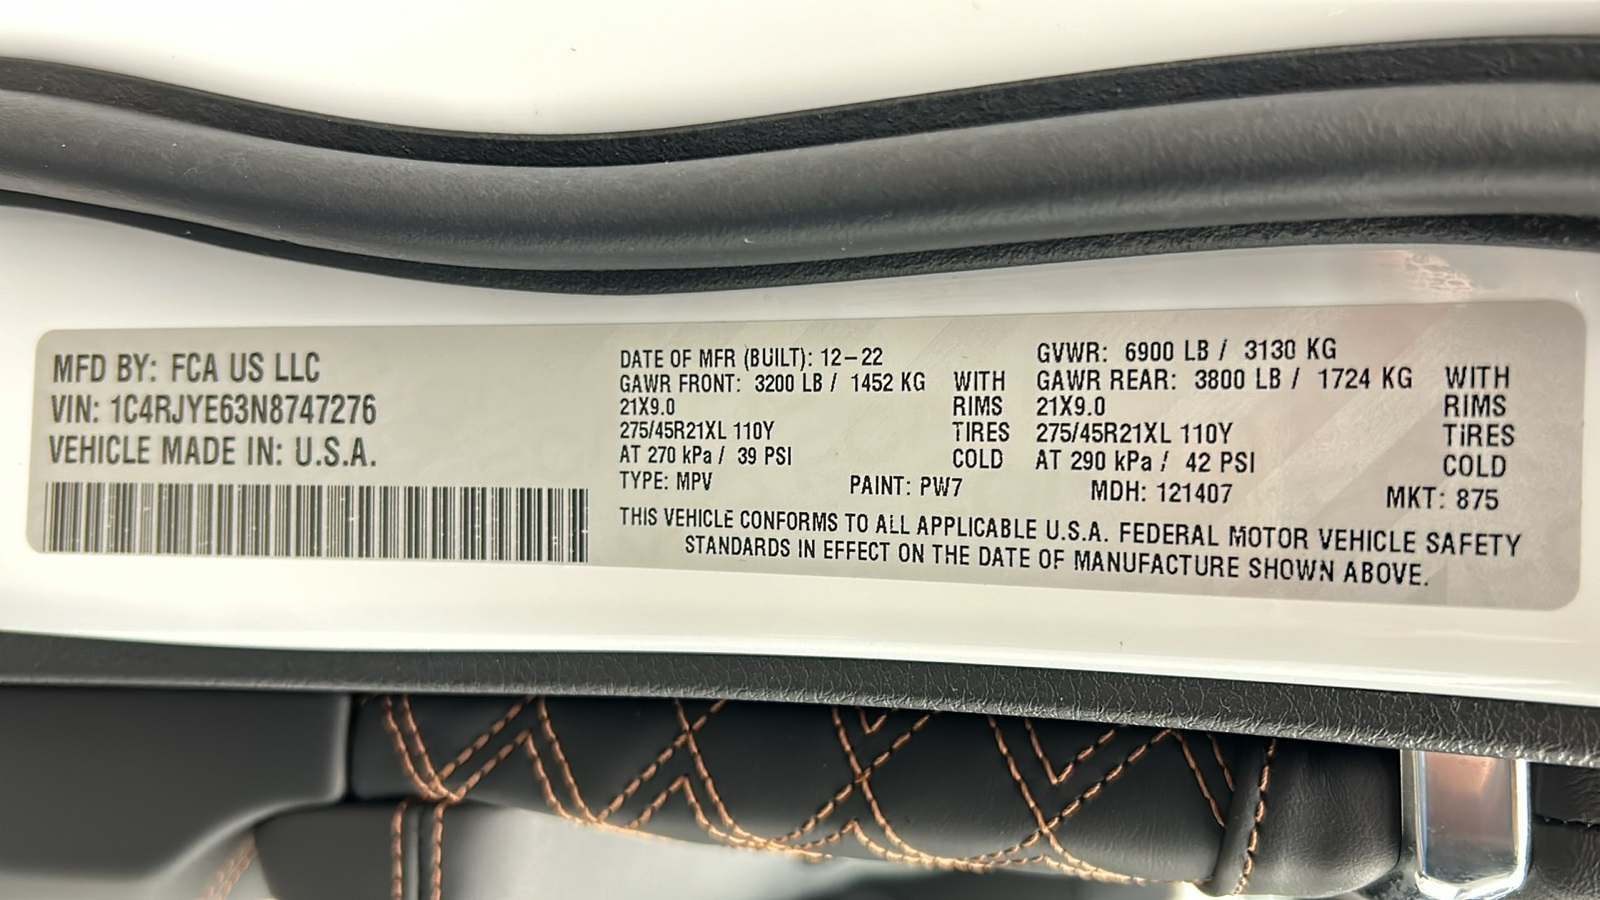 MFD BY: FCA US LLC
VIN: 1C4RJYE63N8747276
VEHICLE MADE IN: U.S.A.
DATE OF MFR (BUILT): 12-22
GAWR FRONT: 3200 LB / 1452 KG WITH
21X9.0 RIMS
275/45R21XL 110Y TIRES
AT 270 kPa / 39 PSI COLD
GVWR: 6900 LB / 3130 KG
GAWR REAR: 3800 LB / 1724 KG WITH
21X9.0 RIMS
275/45R21XL 110Y TIRES
AT 290 kPa / 42 PSI COLD
TYPE: MPV PAINT: PW7 MDH: 121407 MKT: 875
THIS VEHICLE CONFORMS TO ALL APPLICABLE U.S.A. FEDERAL MOTOR VEHICLE SAFETY
STANDARDS IN EFFECT ON THE DATE OF MANUFACTURE SHOWN ABOVE.